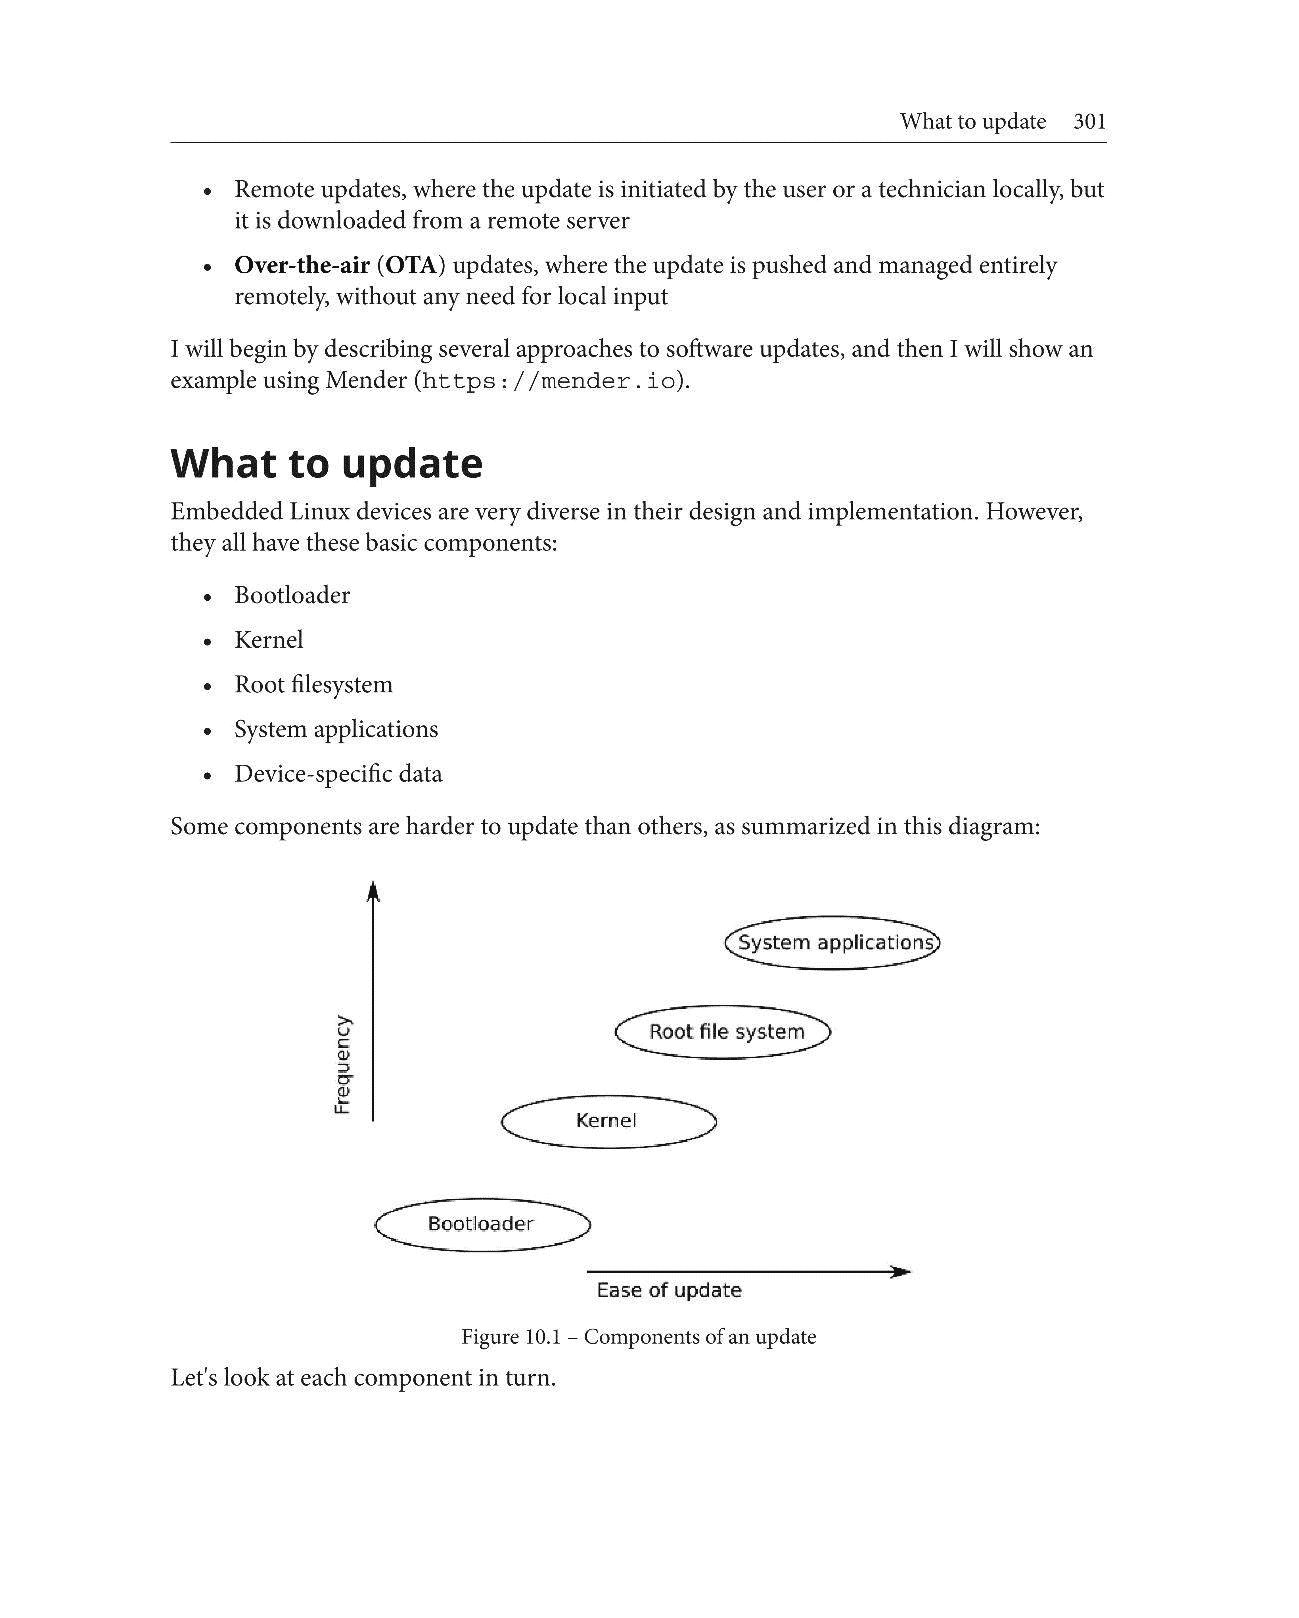 What to update 301
• Remote updates, where the update is initiated by the user or a technician locally, but
it is downloaded from a remote server
• Over-the-air (OTA) updates, where the update is pushed and managed entirely
remotely, without any need for local input
I will begin by describing several approaches to software updates, and then I will show an
example using Mender (https://mender.io).
What to update
Embedded Linux devices are very diverse in their design and implementation. However,
they all have these basic components:
• Bootloader
• Kernel
• Root filesystem
• System applications
• Device-specific data
Some components are harder to update than others, as summarized in this diagram:
System applications
Root file system
Frequency
Kernel
Bootloader
Ease of update
Figure 10.1 – Components of an update
Let's look at each component in turn.